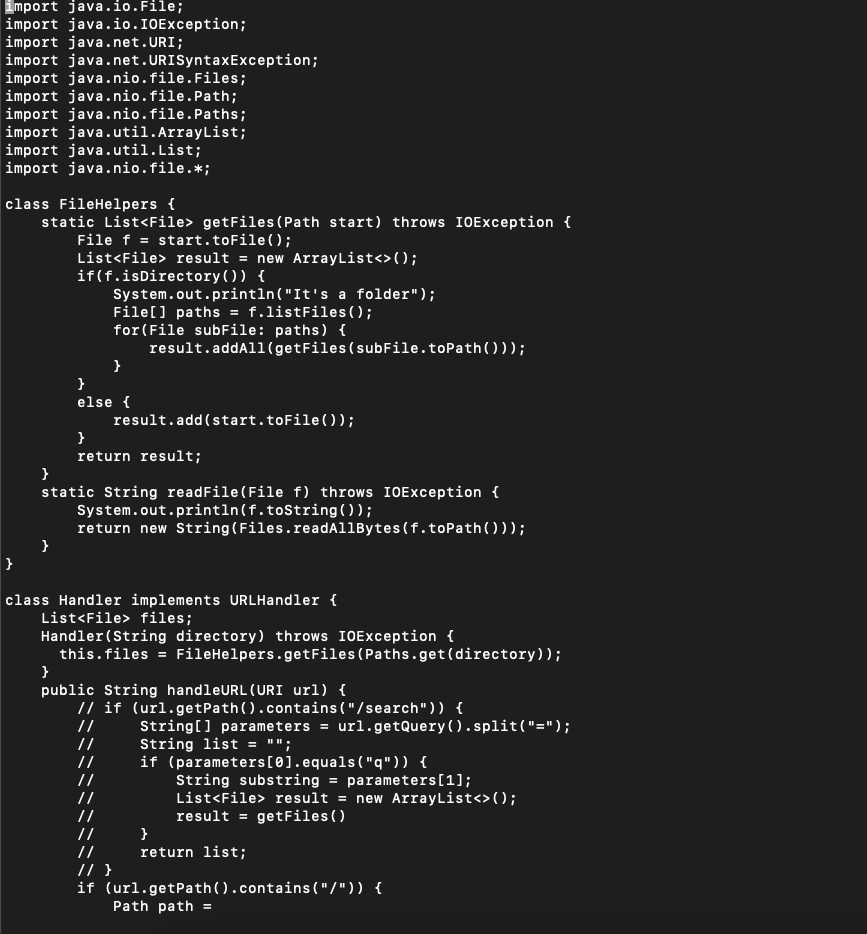 import java.io.File;
import java.io.IOException;
import java.net.URI;
import java.net.URISyntaxException;
import java.nio.file.Files;
import java.nio.file.Path;
import java.nio.file.Paths;
import java.util.ArrayList;
import java.util.List;
import java.nio.file.*;

class FileHelpers {
    static List<File> getFiles(Path start) throws IOException {
        File f = start.toFile();
        List<File> result = new ArrayList<>();
        if(f.isDirectory()) {
            System.out.println("It's a folder");
            File[] paths = f.listFiles();
            for(File subFile: paths) {
                result.addAll(getFiles(subFile.toPath()));
            }
        }
        else {
            result.add(start.toFile());
        }
        return result;
    }
    static String readFile(File f) throws IOException {
        System.out.println(f.toString());
        return new String(Files.readAllBytes(f.toPath()));
    }
}

class Handler implements URLHandler {
    List<File> files;
    Handler(String directory) throws IOException {
      this.files = FileHelpers.getFiles(Paths.get(directory));
    }
    public String handleURL(URI url) {
        // if (url.getPath().contains("/search")) {
        //     String[] parameters = url.getQuery().split("=");
        //     String list = "";
        //     if (parameters[0].equals("q")) {
        //         String substring = parameters[1];
        //         List<File> result = new ArrayList<>();
        //         result = getFiles()
        //     }
        //     return list;
        // }
        if (url.getPath().contains("/")) {
            Path path =